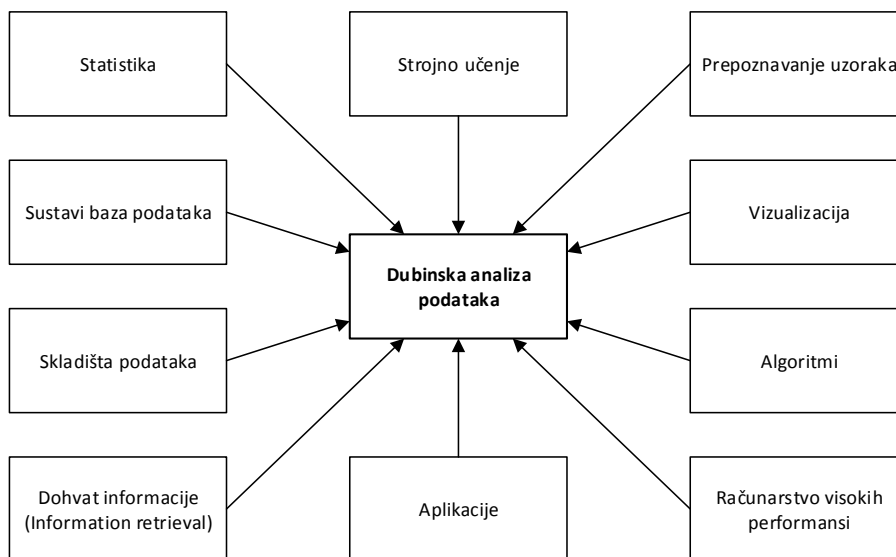 Statistika
Strojno učenje
Prepoznavanje uzoraka
Sustavi baza podataka
Vizualizacija
Dubinska analiza
podataka
Skladišta podataka
Algoritmi
Dohvat informacije
(Information retrieval)
Aplikacije
Računarstvo visokih
performansi